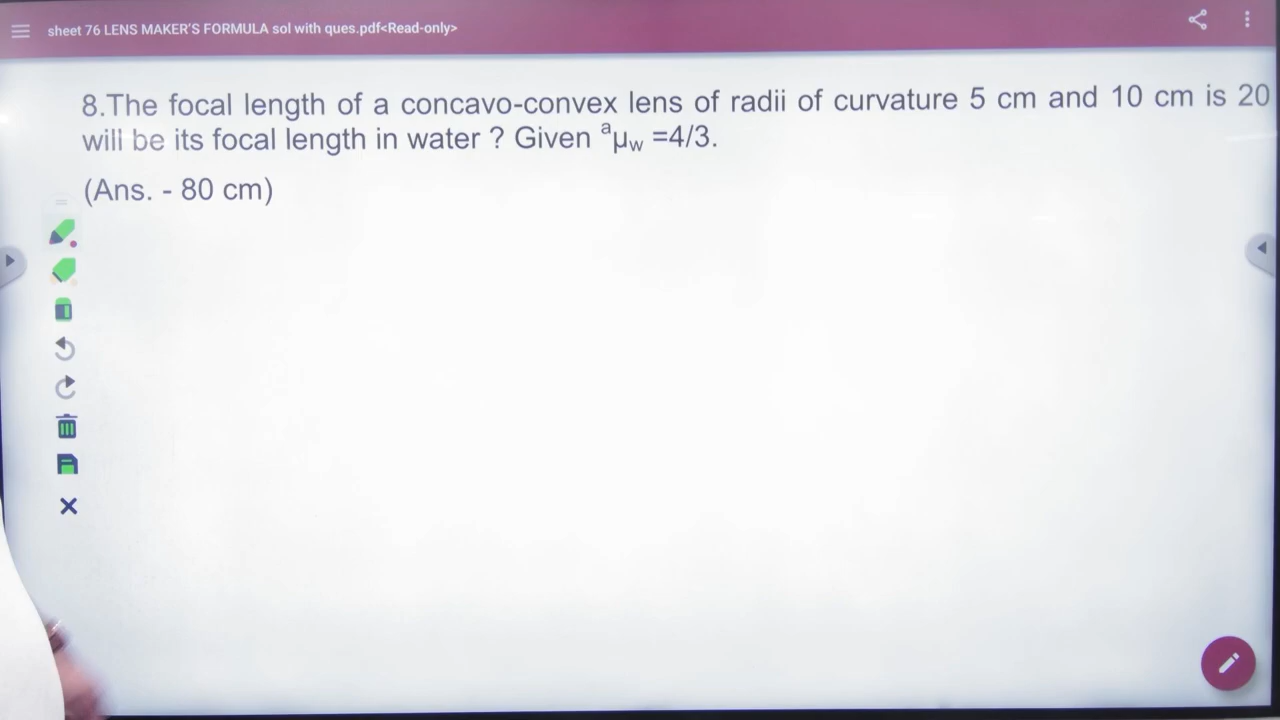 sheet 76 LENS MAKER'S FORMULA sol with ques.pdf<Read-only>
8.The focal length of a concavo-convex lens of radii of curvature 5 cm and 10 cm is 20
will be its focal length in water ? Given ᵃμw =4/3.
(Ans. - 80 cm)